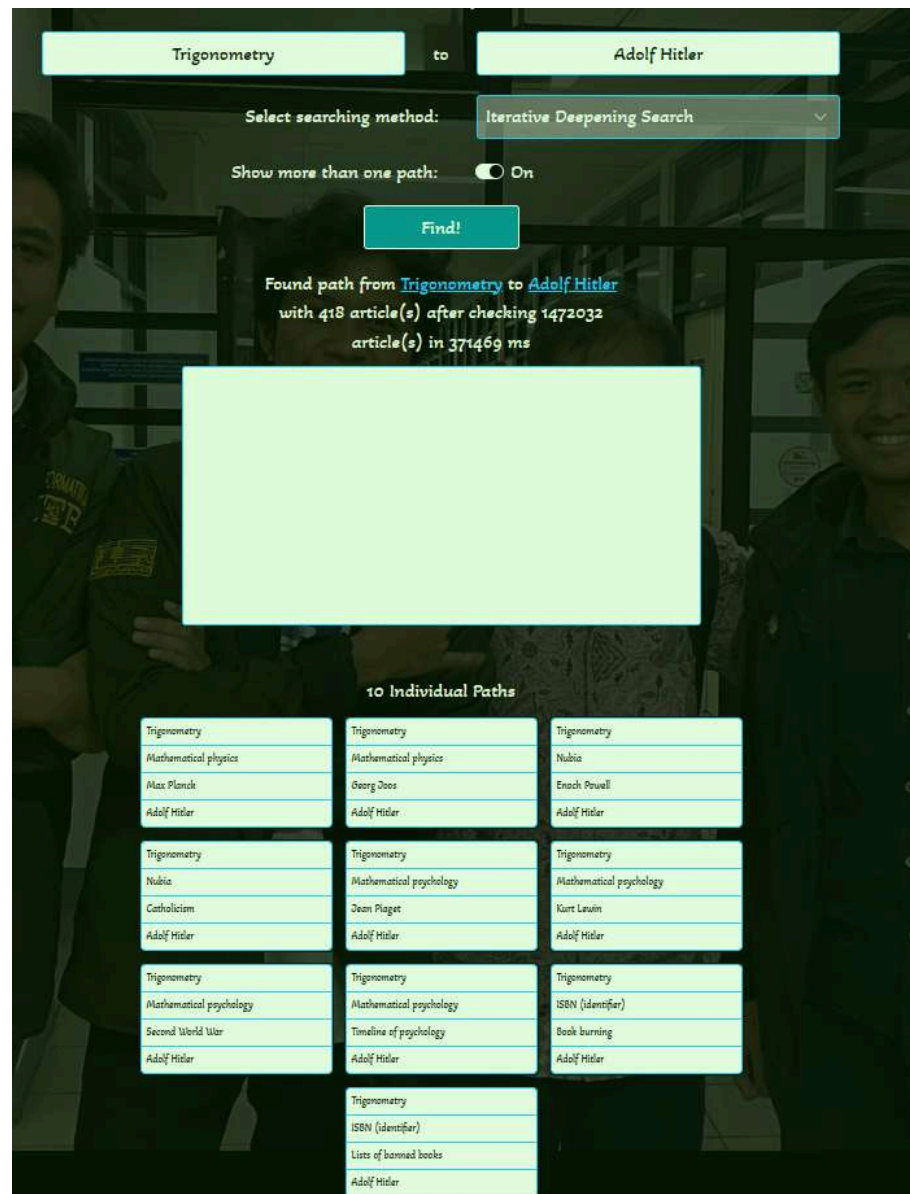 Trigonometry to Adolf Hitler
Select searching method: Iterative Deepening Search
Show more than one path: On
Find!
Found path from Trigonometry to Adolf Hitler
with 418 article(s) after checking 1472032
article(s) in 371469 ms
10 Individual Paths
Trigonometry
Mathematical physics
Max Planck
Adolf Hitler
Trigonometry
Mathematical physics
Georg Joos
Adolf Hitler
Trigonometry
Nubia
Enoch Powell
Adolf Hitler
Trigonometry
Nubia
Catholicism
Adolf Hitler
Trigonometry
Mathematical psychology
Jean Piaget
Adolf Hitler
Trigonometry
Mathematical psychology
Kurt Lewin
Adolf Hitler
Trigonometry
Mathematical psychology
Second World War
Adolf Hitler
Trigonometry
Mathematical psychology
Timeline of psychology
Adolf Hitler
Trigonometry
ISBN (identifier)
Book burning
Adolf Hitler
Trigonometry
ISBN (identifier)
Lists of banned books
Adolf Hitler